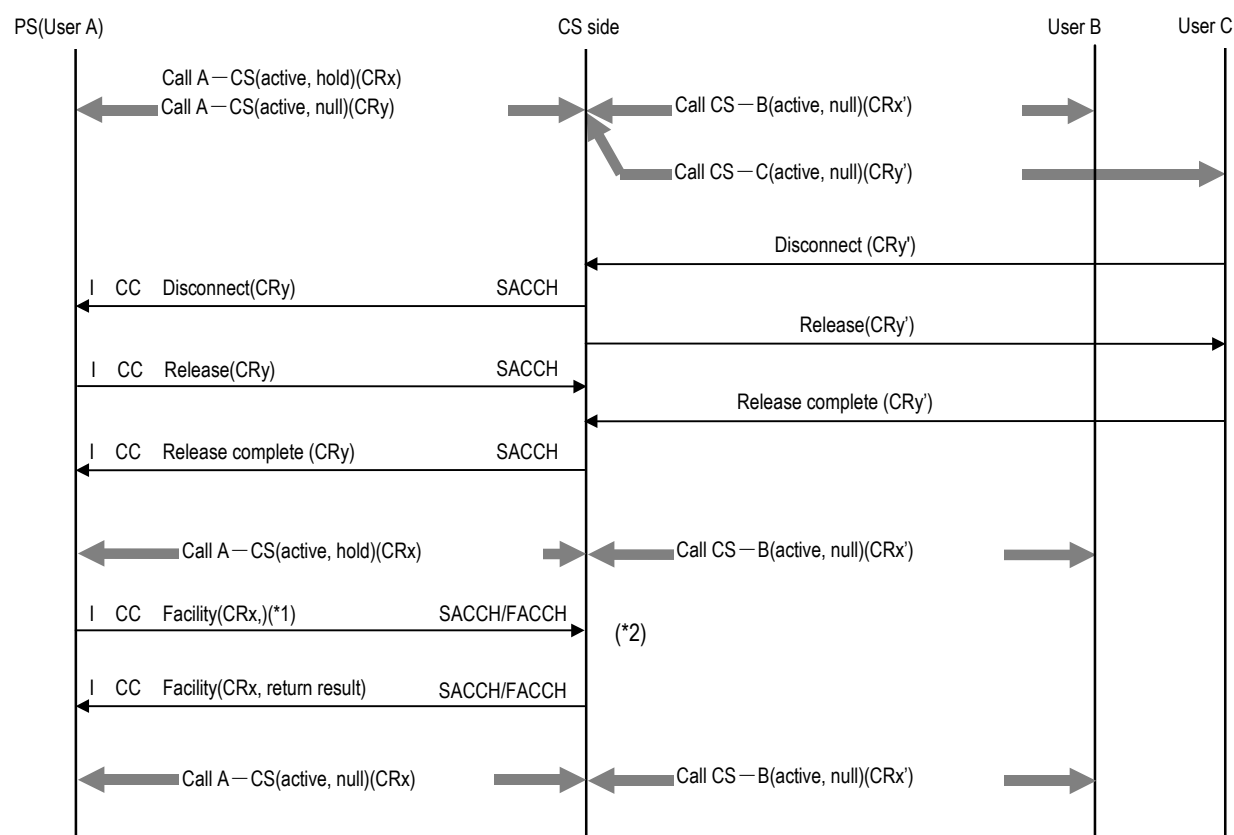 PS(User A) CS side User B User C
Call A－CS(active, hold)(CRx)
Call A－CS(active, null)(CRy) Call CS－B(active, null)(CRx’)
Call CS－C(active, null)(CRy’)
Disconnect (CRy')
I CC Disconnect(CRy) SACCH
Release(CRy’)
I CC Release(CRy) SACCH
Release complete (CRy’)
I CC Release complete (CRy) SACCH
Call A－CS(active, hold)(CRx) Call CS－B(active, null)(CRx’)
I CC Facility(CRx,)(*1) SACCH/FACCH
(*2)
I CC Facility(CRx, return result) SACCH/FACCH
Call A－CS(active, null)(CRx) Call CS－B(active, null)(CRx’)